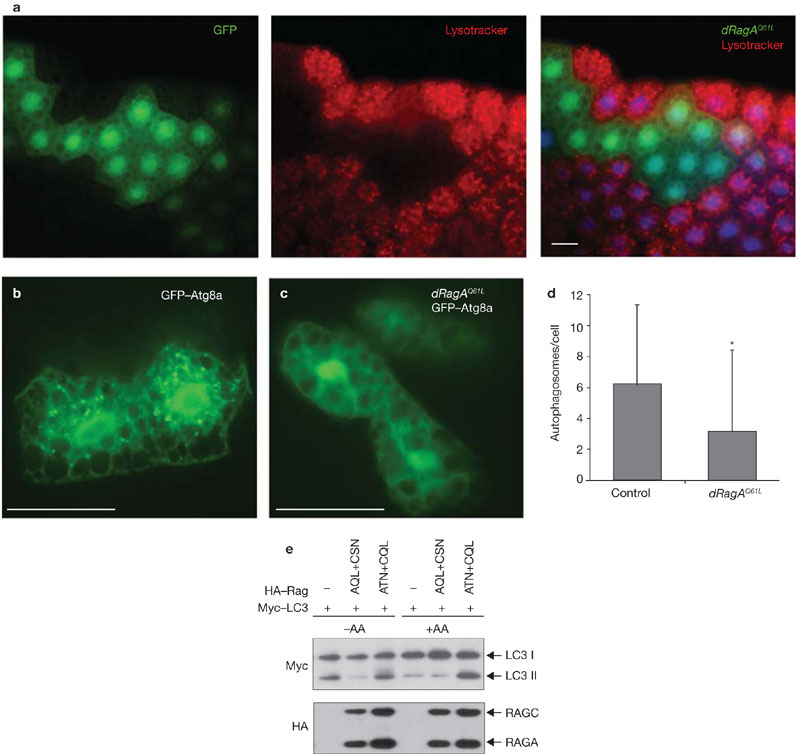 a
GFP
Lysotracker
dRagA^Q61L
Lysotracker
b
GFP–Atg8a
c
dRagA^Q61L
GFP–Atg8a
d
12
10
8
6
4
2
0
Autophagosomes/cell
*
Control
dRagA^Q61L
e
HA–Rag – AQL+CSN ATN+CQL – AQL+CSN ATN+CQL
Myc–LC3 + + + + + +
–AA +AA
Myc
LC3 I
LC3 II
HA
RAGC
RAGA